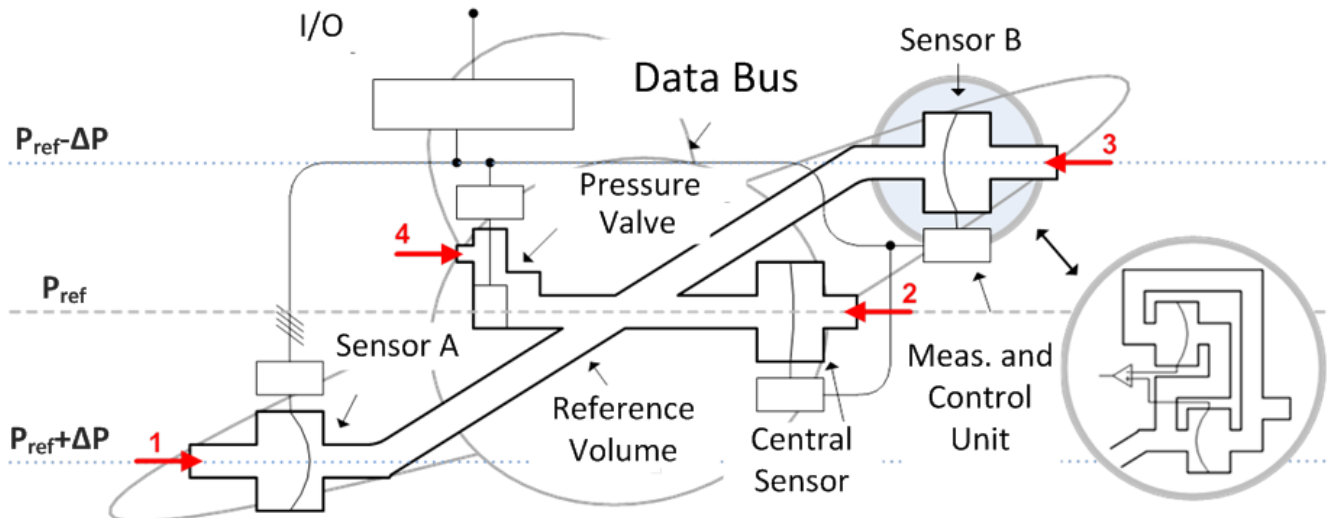 I/O
Sensor B
Data Bus
Pref-ΔP
3
Pressure
Valve
4
Pref
2
Sensor A
Meas. and
Control
Unit
Reference
Volume
Pref+ΔP
1
Central
Sensor